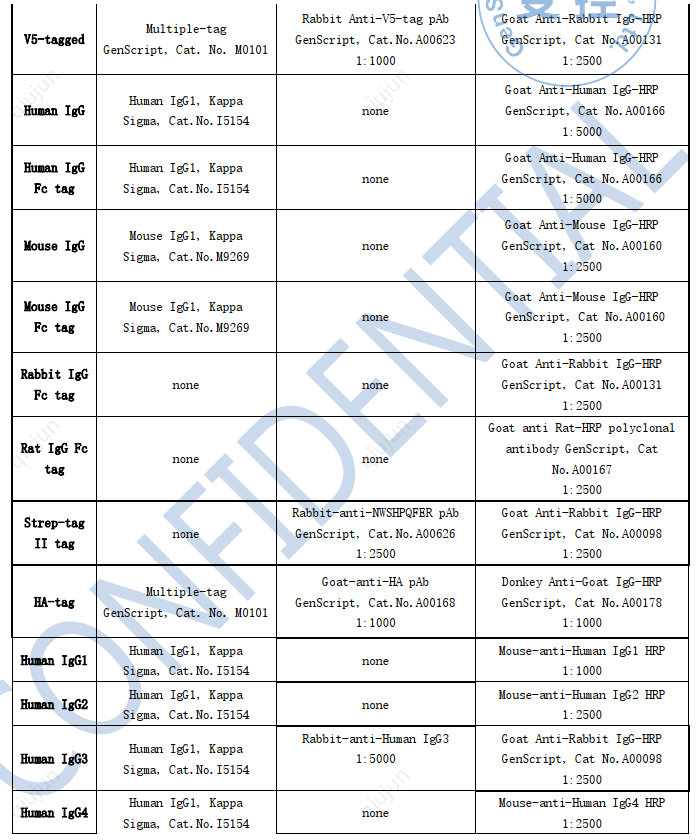 V5-tagged
Multiple-tag
GenScript, Cat. No. M0101
Rabbit Anti-V5-tag pAb
GenScript, Cat.No.A00623
1:1000
Goat Anti-Rabbit IgG-HRP
GenScript, Cat No.A00131
1:2500
Human IgG
Human IgG1, Kappa
Sigma, Cat.No.I5154
none
Goat Anti-Human IgG-HRP
GenScript, Cat No.A00166
1:5000
Human IgG
Fc tag
Human IgG1, Kappa
Sigma, Cat.No.I5154
none
Goat Anti-Human IgG-HRP
GenScript, Cat No.A00166
1:5000
Mouse IgG
Mouse IgG1, Kappa
Sigma, Cat.No.M9269
none
Goat Anti-Mouse IgG-HRP
GenScript, Cat No.A00160
1:2500
Mouse IgG
Fc tag
Mouse IgG1, Kappa
Sigma, Cat.No.M9269
none
Goat Anti-Mouse IgG-HRP
GenScript, Cat No.A00160
1:2500
Rabbit IgG
Fc tag
none
none
Goat Anti-Rabbit IgG-HRP
GenScript, Cat No.A00131
1:2500
Rat IgG Fc
tag
none
none
Goat anti Rat-HRP polyclonal
antibody GenScript, Cat
No.A00167
1:2500
Strep-tag
II tag
none
Rabbit-anti-NWSHPQFER pAb
GenScript, Cat.No.A00626
1:2500
Goat Anti-Rabbit IgG-HRP
GenScript, Cat No.A00098
1:2500
HA-tag
Multiple-tag
GenScript, Cat. No. M0101
Goat-anti-HA pAb
GenScript, Cat.No.A00168
1:1000
Donkey Anti-Goat IgG-HRP
GenScript, Cat No.A00178
1:1000
Human IgG1
Human IgG1, Kappa
Sigma, Cat.No.I5154
none
Mouse-anti-Human IgG1 HRP
1:1000
Human IgG2
Human IgG1, Kappa
Sigma, Cat.No.I5154
none
Mouse-anti-Human IgG2 HRP
1:2500
Human IgG3
Human IgG1, Kappa
Sigma, Cat.No.I5154
Rabbit-anti-Human IgG3
1:5000
Goat Anti-Rabbit IgG-HRP
GenScript, Cat No.A00098
1:2500
Human IgG4
Human IgG1, Kappa
Sigma, Cat.No.I5154
none
Mouse-anti-Human IgG4 HRP
1:2500
CONFIDENTIAL
qiujun
qiujun
qiujun
qiujun
qiujun
qiujun